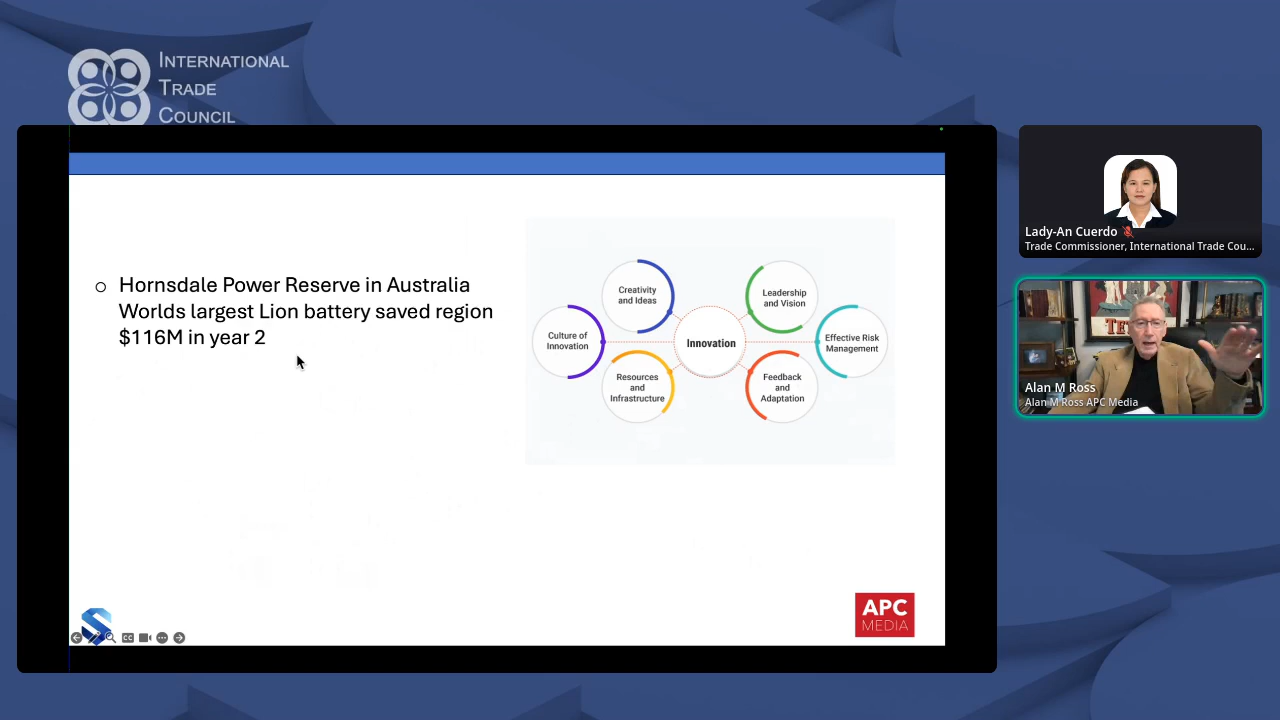 INTERNATIONAL
TRADE
COUNCIL
Hornsdale Power Reserve in Australia
Worlds largest Lion battery saved region
$116M in year 2
Creativity
and Ideas
Leadership
and Vision
Culture of
Innovation
Innovation
Effective Risk
Management
Resources
and
Infrastructure
Feedback
and
Adaptation
APC
MEDIA
CC
Lady-An Cuerdo
Trade Commissioner, International Trade Cou...
Alan M Ross
Alan M Ross APC Media